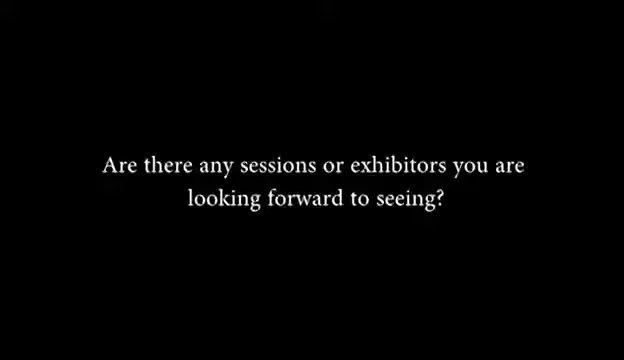 Are there any sessions or exhibitors you are
looking forward to seeing?